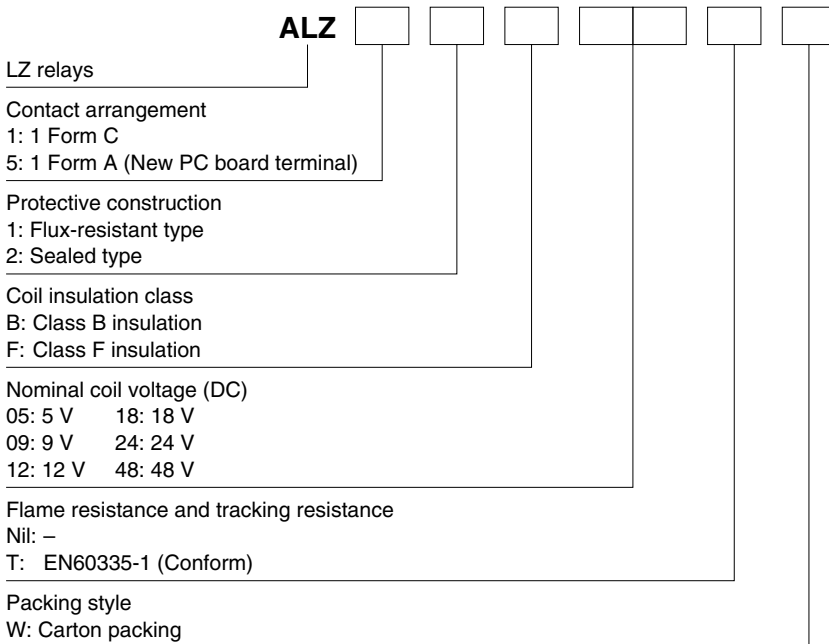 ALZ
LZ relays
Contact arrangement
1: 1 Form C
5: 1 Form A (New PC board terminal)
Protective construction
1: Flux-resistant type
2: Sealed type
Coil insulation class
B: Class B insulation
F: Class F insulation
Nominal coil voltage (DC)
05: 5 V 18: 18 V
09: 9 V 24: 24 V
12: 12 V 48: 48 V
Flame resistance and tracking resistance
Nil: –
T: EN60335-1 (Conform)
Packing style
W: Carton packing